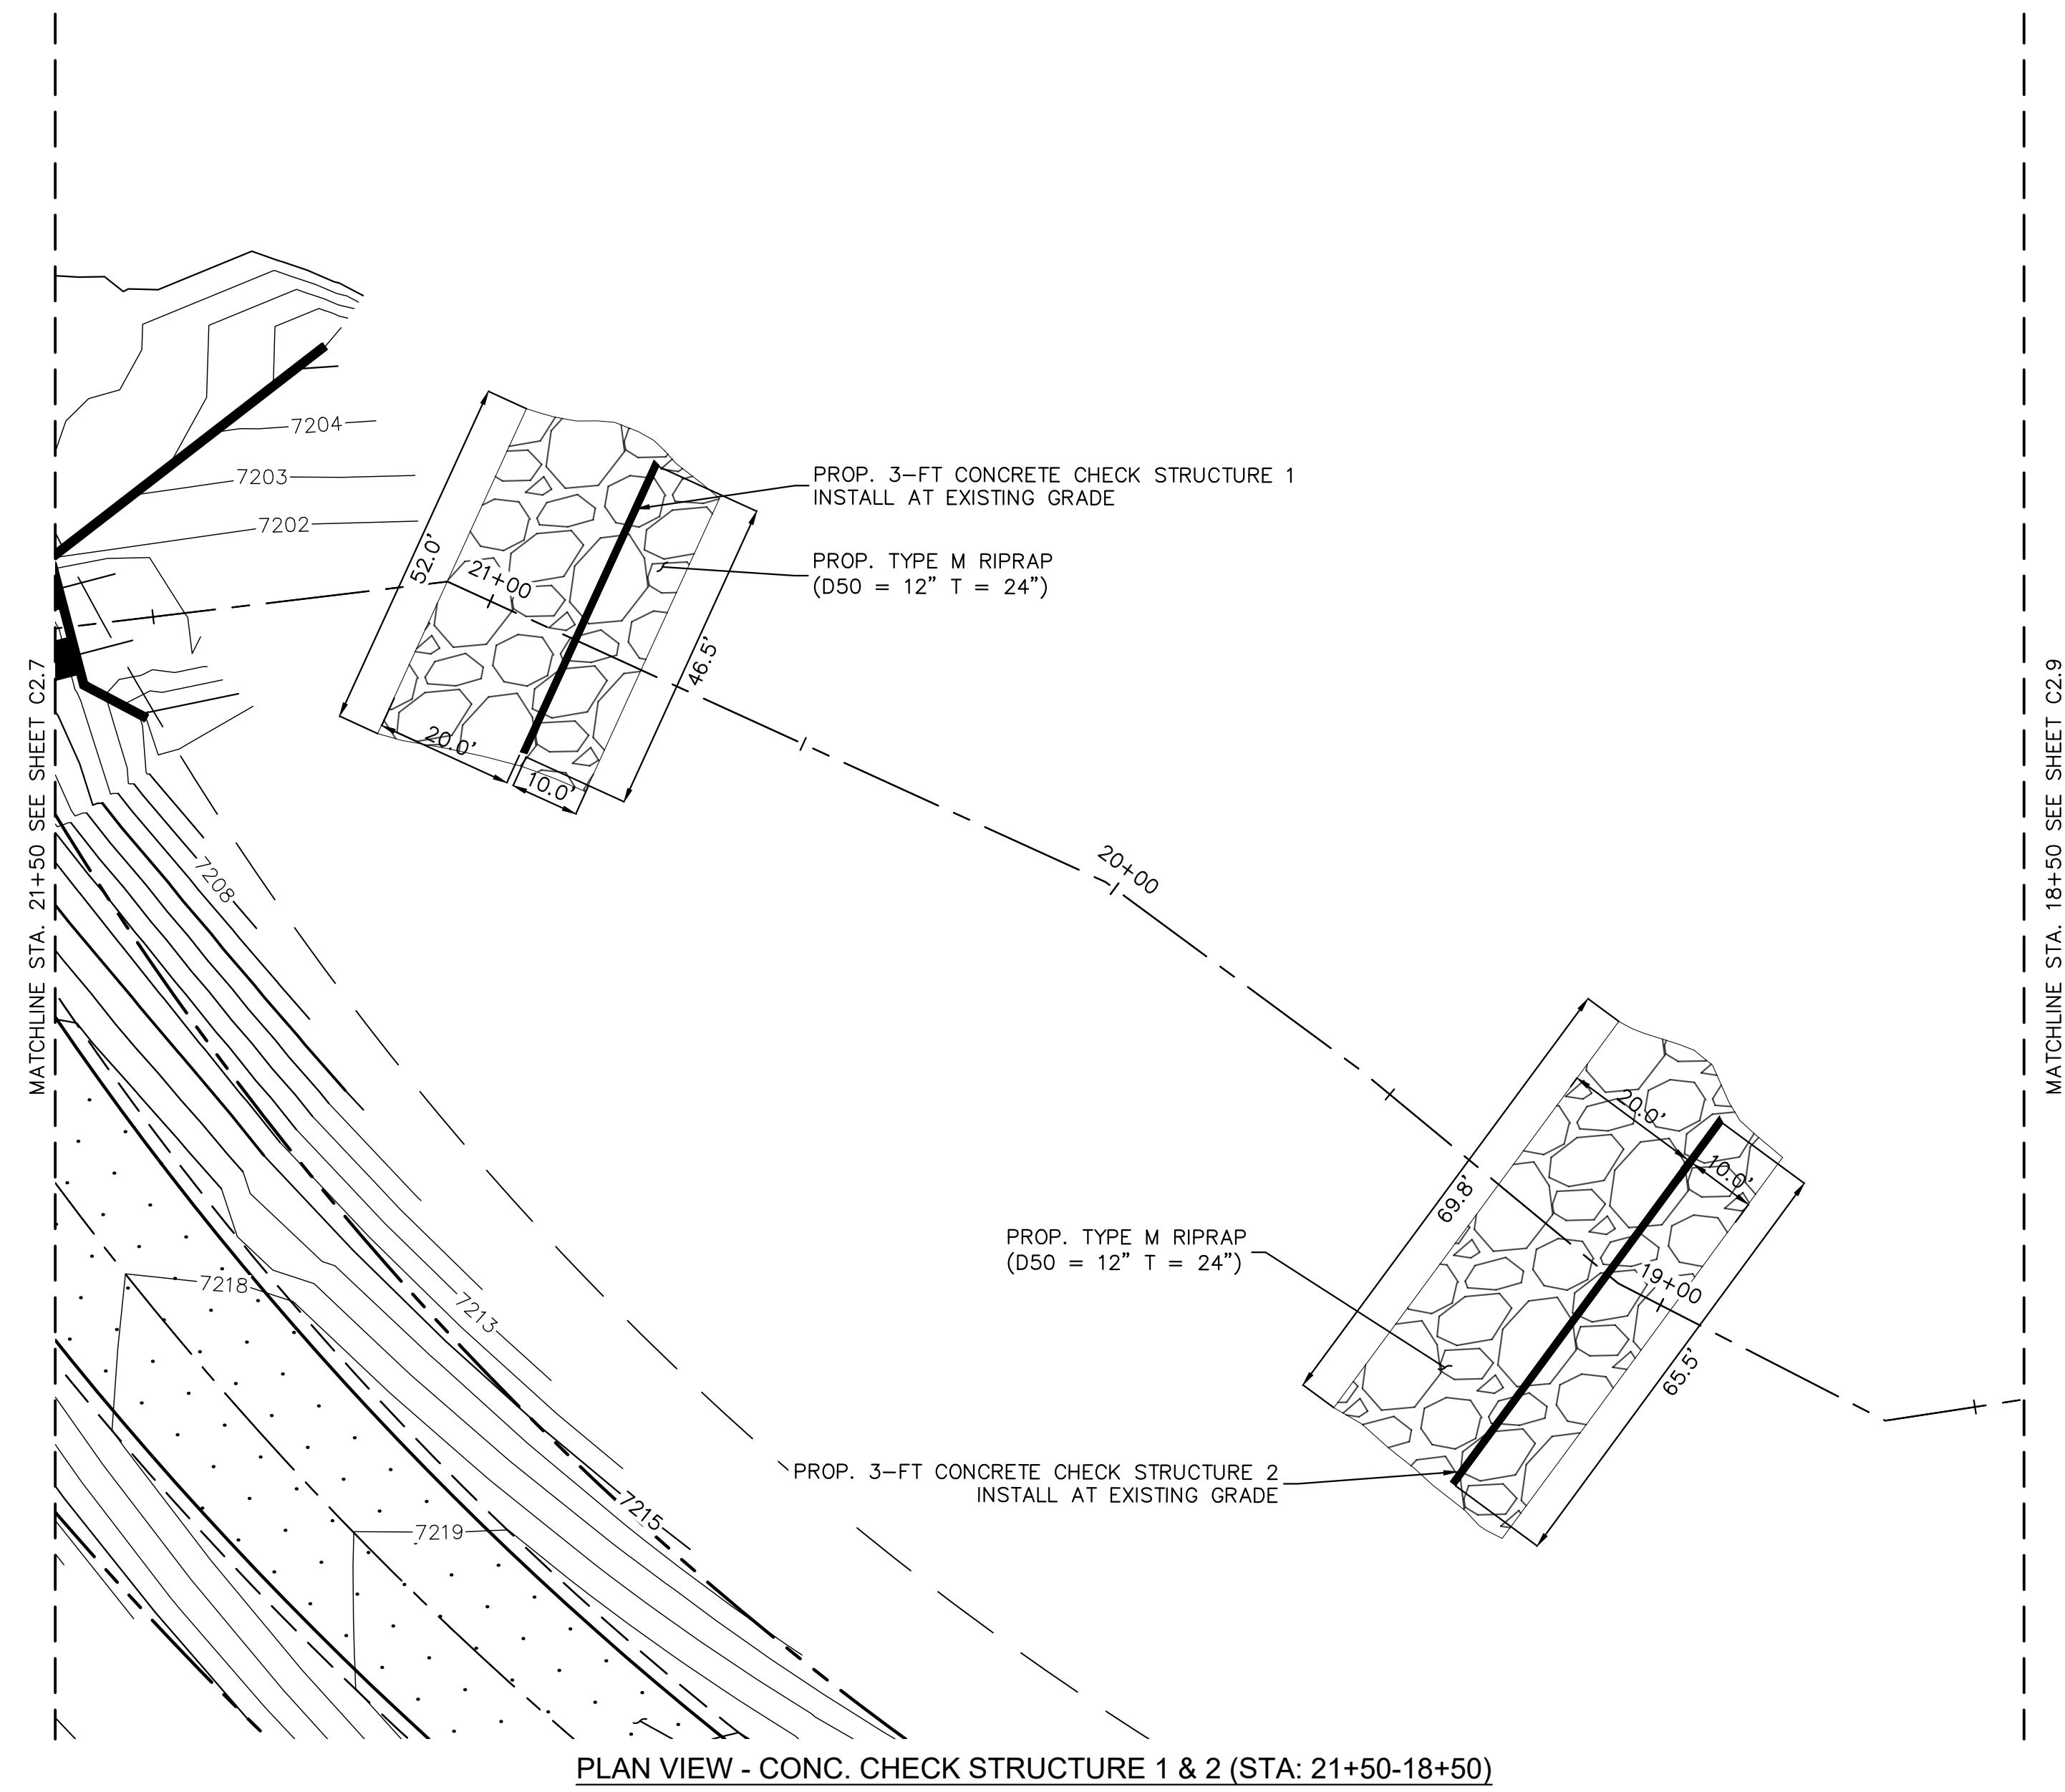 7204
PROP. 3-FT CONCRETE CHECK STRUCTURE 1
INSTALL AT EXISTING GRADE
7203
7202
52.0'
21+00
PROP. TYPE M RIPRAP
(D50 = 12" T = 24")
46.5'
20.0'
10.0'
MATCHLINE STA. 21+50 SEE SHEET C2.7
MATCHLINE STA. 18+50 SEE SHEET C2.9
7208
20+00
20.0'
10.0'
69.8'
PROP. TYPE M RIPRAP
(D50 = 12" T = 24")
19+00
65.5'
7218
7213
PROP. 3-FT CONCRETE CHECK STRUCTURE 2
INSTALL AT EXISTING GRADE
7215
7219
PLAN VIEW - CONC. CHECK STRUCTURE 1 & 2 (STA: 21+50-18+50)